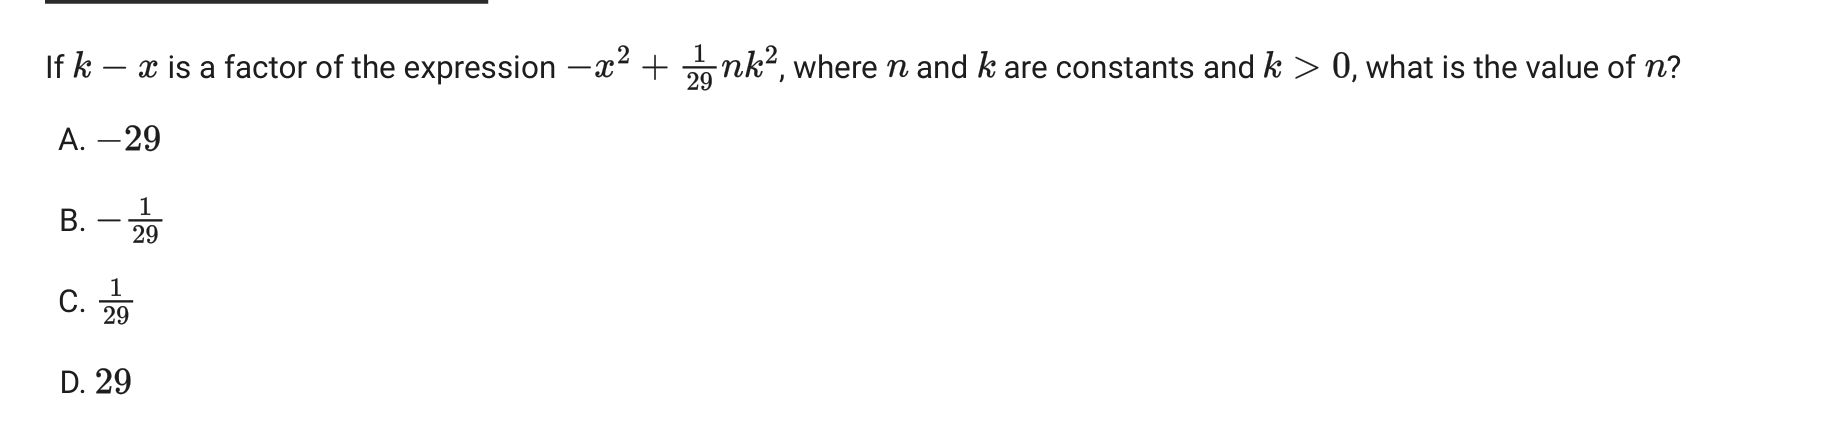 If $k - x$ is a factor of the expression $-x^2 + \frac{1}{29}nk^2$, where $n$ and $k$ are constants and $k > 0$, what is the value of $n$?
A. $-29$
B. $-\frac{1}{29}$
C. $\frac{1}{29}$
D. $29$